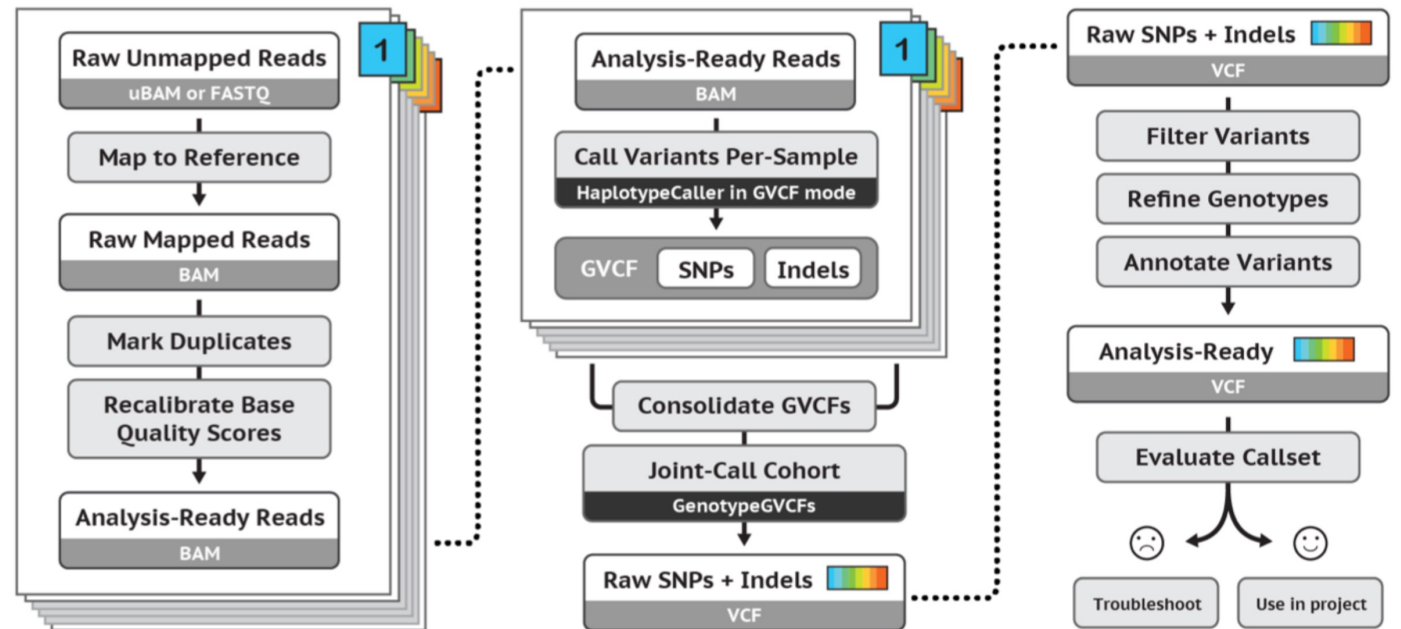 1
Raw Unmapped Reads
uBAM or FASTQ
Map to Reference
Raw Mapped Reads
BAM
Mark Duplicates
Recalibrate Base
Quality Scores
Analysis-Ready Reads
BAM
1
Analysis-Ready Reads
BAM
Call Variants Per-Sample
HaplotypeCaller in GVCF mode
GVCF SNPs Indels
Consolidate GVCFs
Joint-Call Cohort
GenotypeGVCFs
Raw SNPs + Indels
VCF
Raw SNPs + Indels
VCF
Filter Variants
Refine Genotypes
Annotate Variants
Analysis-Ready
VCF
Evaluate Callset
Troubleshoot
Use in project